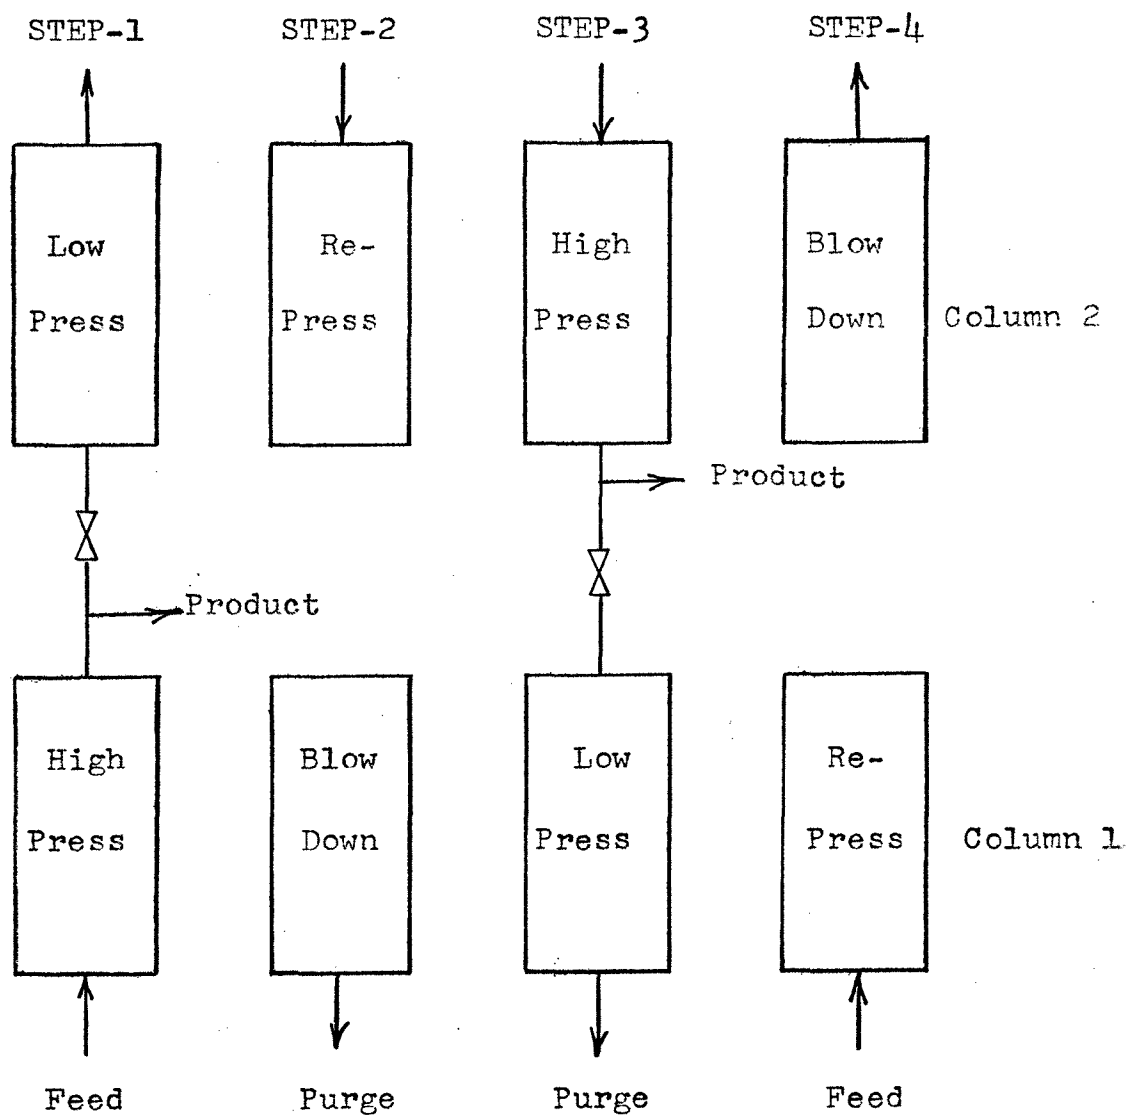 STEP-1 STEP-2 STEP-3 STEP-4
Low Re- High Blow
Press Press Press Down Column 2
Product
Product
High Blow Low Re-
Press Down Press Press Column 1
Feed Purge Purge Feed